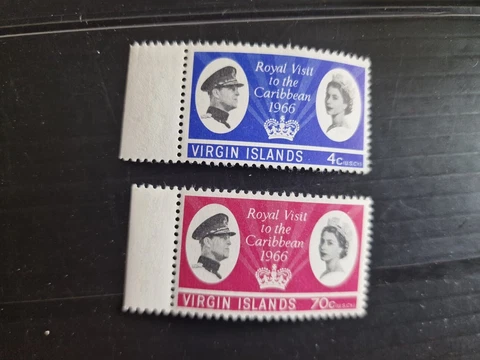 Royal Visit
to the
Caribbean
1966
VIRGIN ISLANDS 4c
Royal Visit
to the
Caribbean
1966
VIRGIN ISLANDS 70c